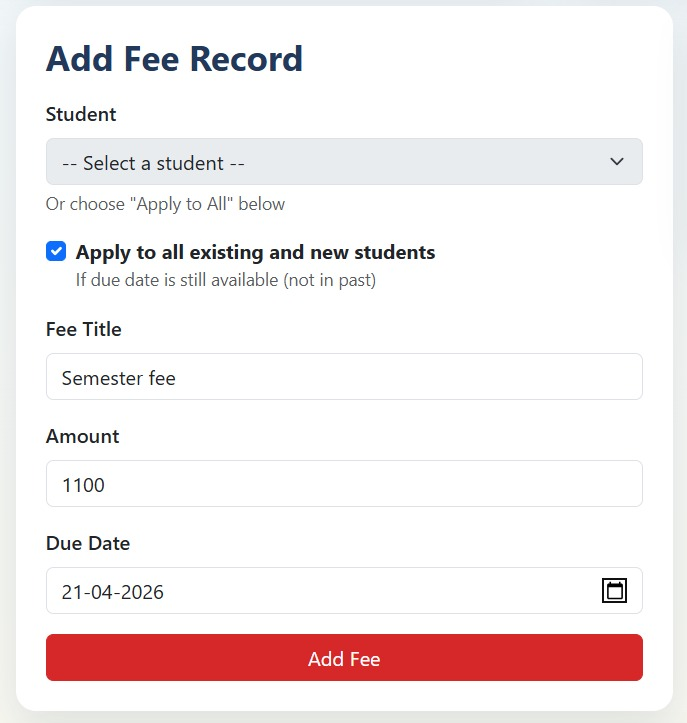 Add Fee Record
Student
-- Select a student --
Or choose "Apply to All" below
Apply to all existing and new students
If due date is still available (not in past)
Fee Title
Semester fee
Amount
1100
Due Date
21-04-2026
Add Fee